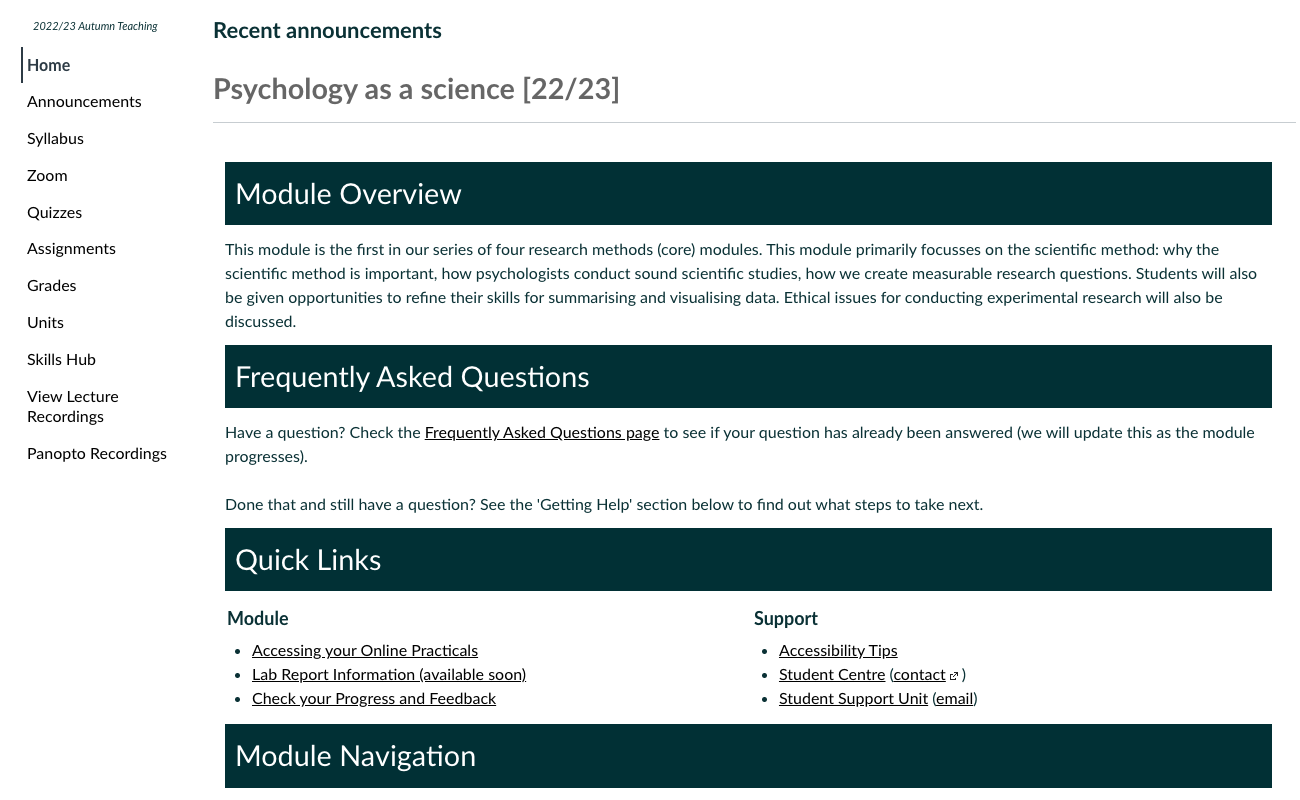 2022/23 Autumn Teaching
Home
Announcements
Syllabus
Zoom
Quizzes
Assignments
Grades
Units
Skills Hub
View Lecture
Recordings
Panopto Recordings
Recent announcements
Psychology as a science [22/23]
Module Overview
This module is the first in our series of four research methods (core) modules. This module primarily focusses on the scientific method: why the
scientific method is important, how psychologists conduct sound scientific studies, how we create measurable research questions. Students will also
be given opportunities to refine their skills for summarising and visualising data. Ethical issues for conducting experimental research will also be
discussed.
Frequently Asked Questions
Have a question? Check the Frequently Asked Questions page to see if your question has already been answered (we will update this as the module
progresses).
Done that and still have a question? See the 'Getting Help' section below to find out what steps to take next.
Quick Links
Module
Accessing your Online Practicals
Lab Report Information (available soon)
Check your Progress and Feedback
Support
Accessibility Tips
Student Centre (contact )
Student Support Unit (email)
Module Navigation